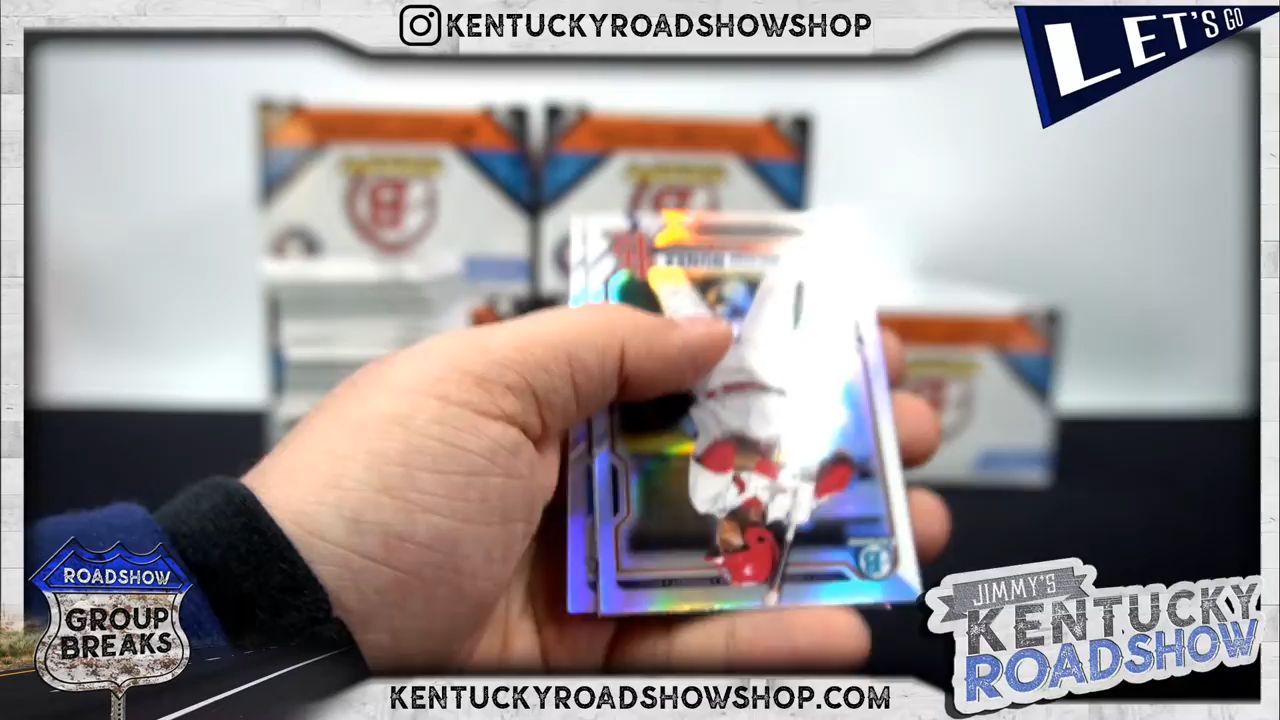 KENTUCKYROADSHOWSHOP
LET'S GO
ROADSHOW
GROUP
BREAKS
JIMMY'S
KENTUCKY
ROADSHOW
KENTUCKYROADSHOWSHOP.COM